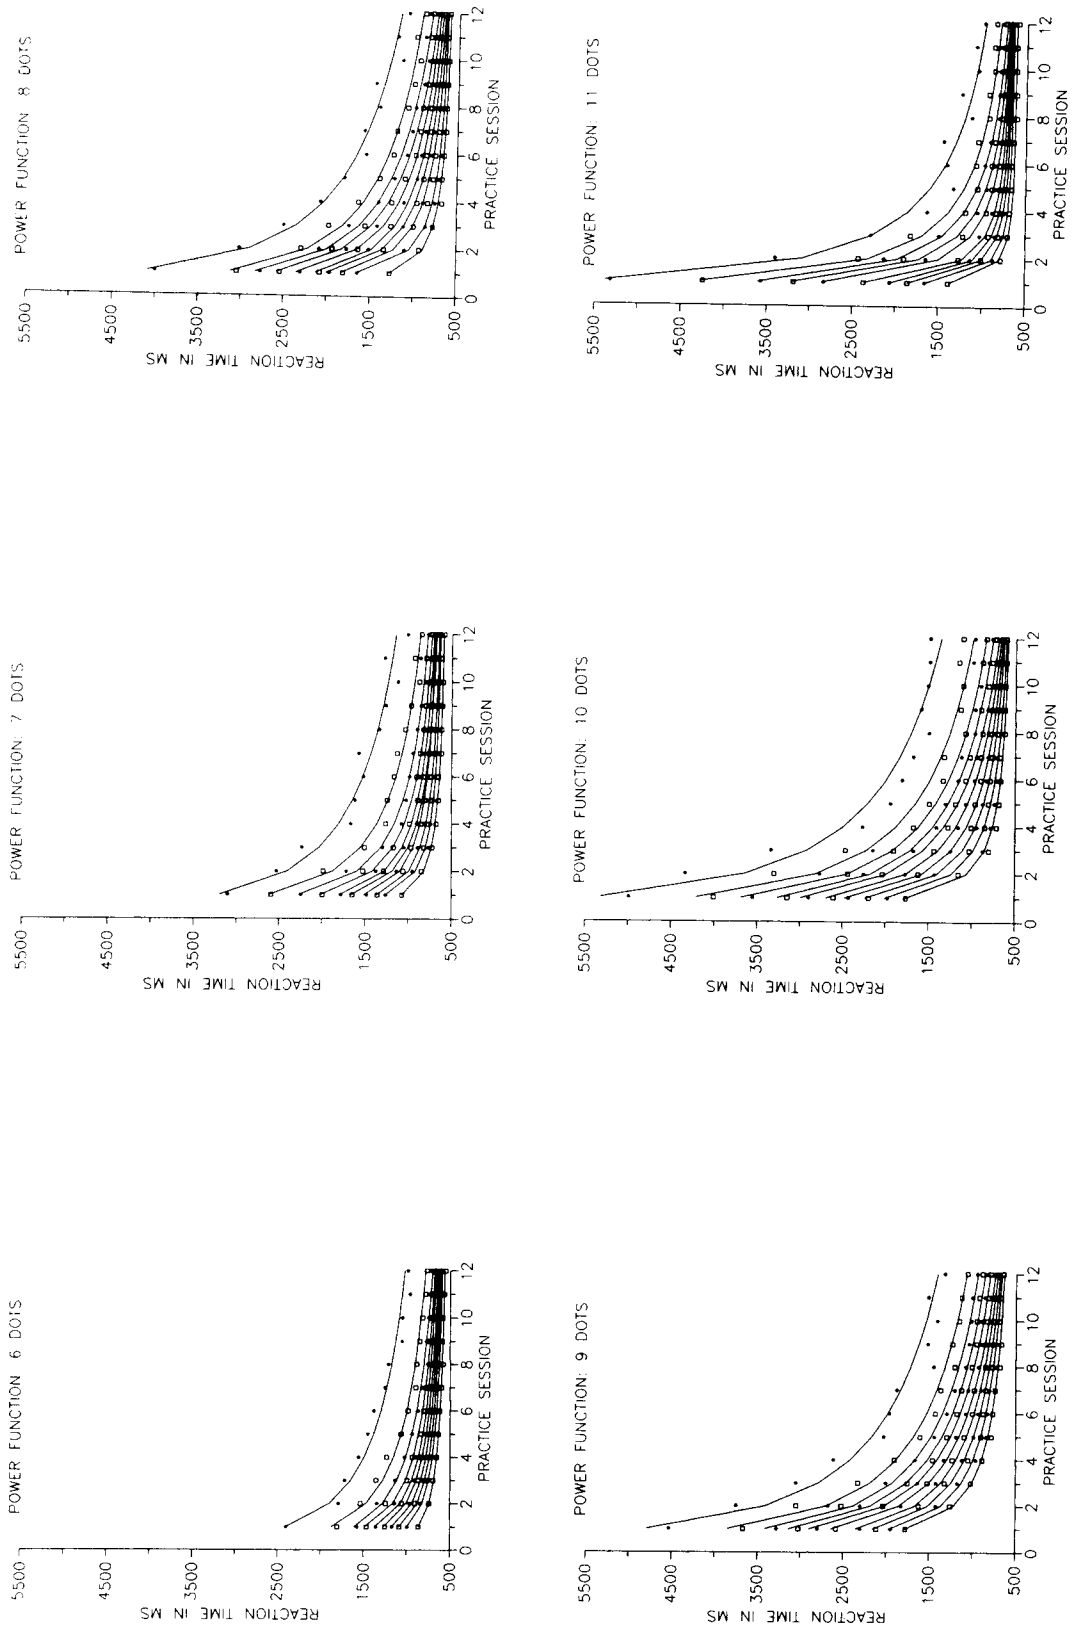 POWER FUNCTION 6 DOTS
5500
4500
3500
2500
1500
500
REACTION TIME IN MS
0 2 4 6 8 10 12
PRACTICE SESSION
POWER FUNCTION: 7 DOTS
5500
4500
3500
2500
1500
500
REACTION TIME IN MS
0 2 4 6 8 10 12
PRACTICE SESSION
POWER FUNCTION 8 DOTS
5500
4500
3500
2500
1500
500
REACTION TIME IN MS
0 2 4 6 8 10 12
PRACTICE SESSION
POWER FUNCTION: 9 DOTS
5500
4500
3500
2500
1500
500
REACTION TIME IN MS
0 2 4 6 8 10 12
PRACTICE SESSION
POWER FUNCTION: 10 DOTS
5500
4500
3500
2500
1500
500
REACTION TIME IN MS
0 2 4 6 8 10 12
PRACTICE SESSION
POWER FUNCTION: 11 DOTS
5500
4500
3500
2500
1500
500
REACTION TIME IN MS
0 2 4 6 8 10 12
PRACTICE SESSION